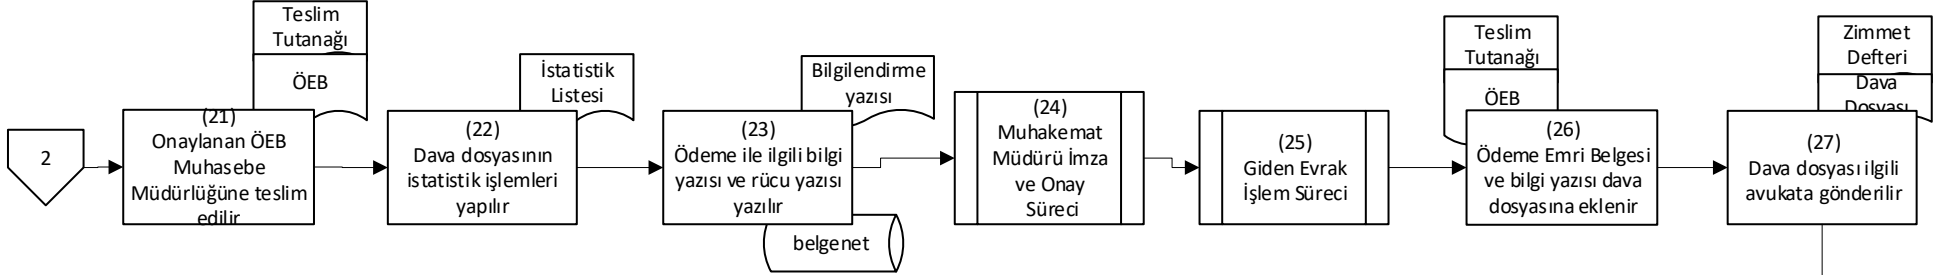 2
Teslim
Tutanağı
ÖEB
(21)
Onaylanan ÖEB
Muhasebe
Müdürlüğüne teslim
edilir
İstatistik
Listesi
(22)
Dava dosyasının
istatistik işlemleri
yapılır
Bilgilendirme
yazısı
(23)
Ödeme ile ilgili bilgi
yazısı ve rücu yazısı
yazılır
belgenet
(24)
Muhakemat
Müdürü İmza
ve Onay
Süreci
(25)
Giden Evrak
İşlem Süreci
Teslim
Tutanağı
ÖEB
(26)
Ödeme Emri Belgesi
ve bilgi yazısı dava
dosyasına eklenir
Zimmet
Defteri
Dava
Dosyası
(27)
Dava dosyası ilgili
avukata gönderilir